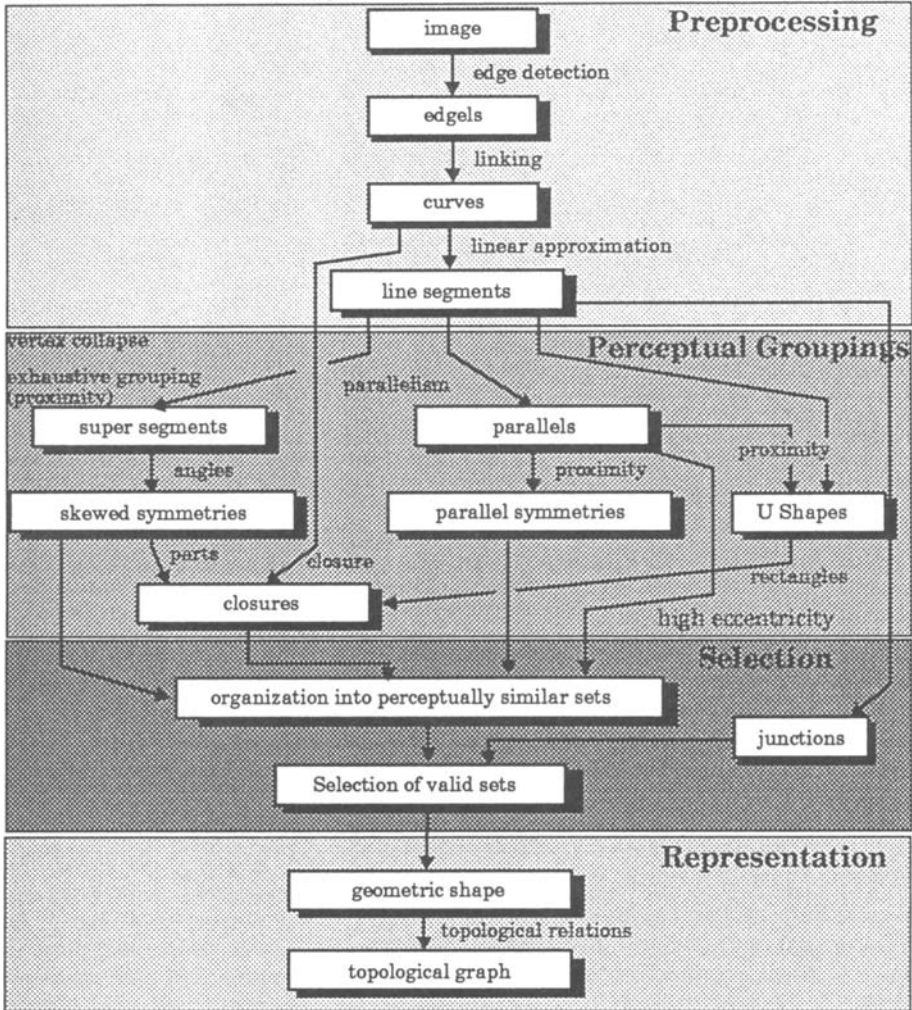 Preprocessing
image
edge detection
edgels
linking
curves
linear approximation
line segments
Perceptual Groupings
vertex collapse
exhaustive grouping
(proximity)
parallelism
super segments
parallels
angles
proximity
proximity
skewed symmetries
parallel symmetries
U Shapes
parts
closure
rectangles
closures
high eccentricity
Selection
organization into perceptually similar sets
junctions
Selection of valid sets
Representation
geometric shape
topological relations
topological graph